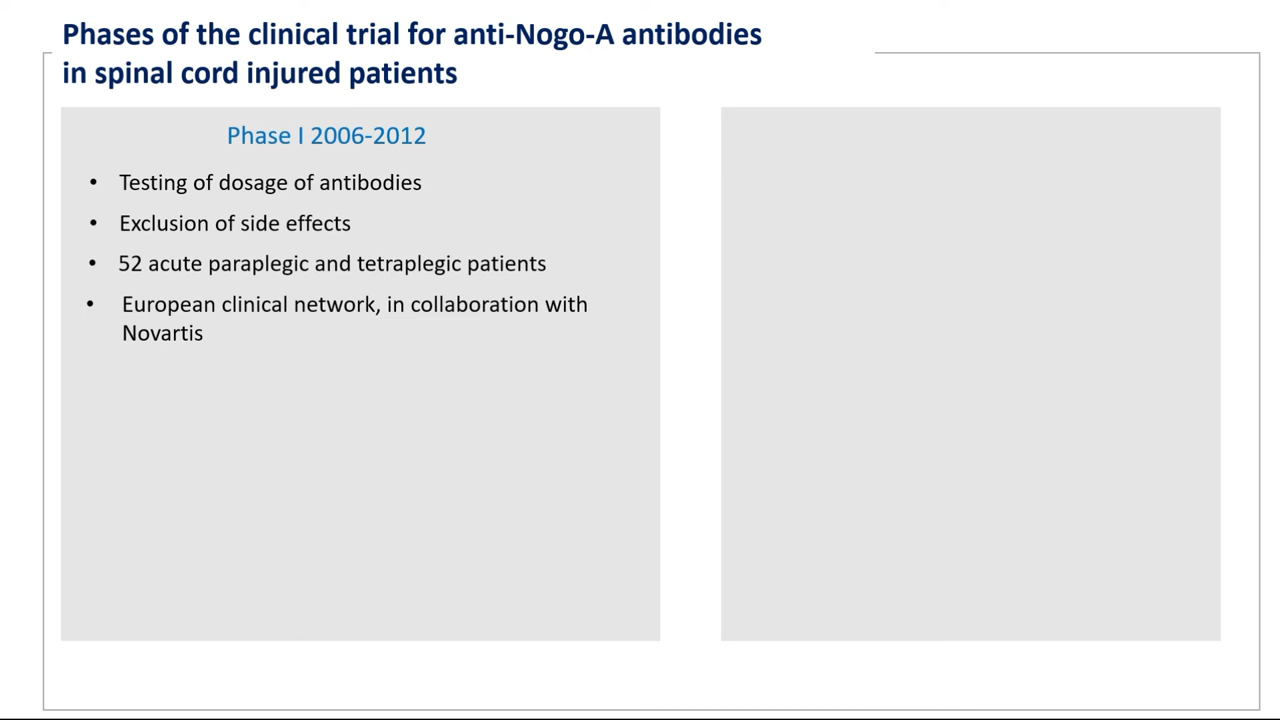 Phases of the clinical trial for anti-Nogo-A antibodies
in spinal cord injured patients
Phase I 2006-2012
• Testing of dosage of antibodies
• Exclusion of side effects
• 52 acute paraplegic and tetraplegic patients
• European clinical network, in collaboration with
Novartis